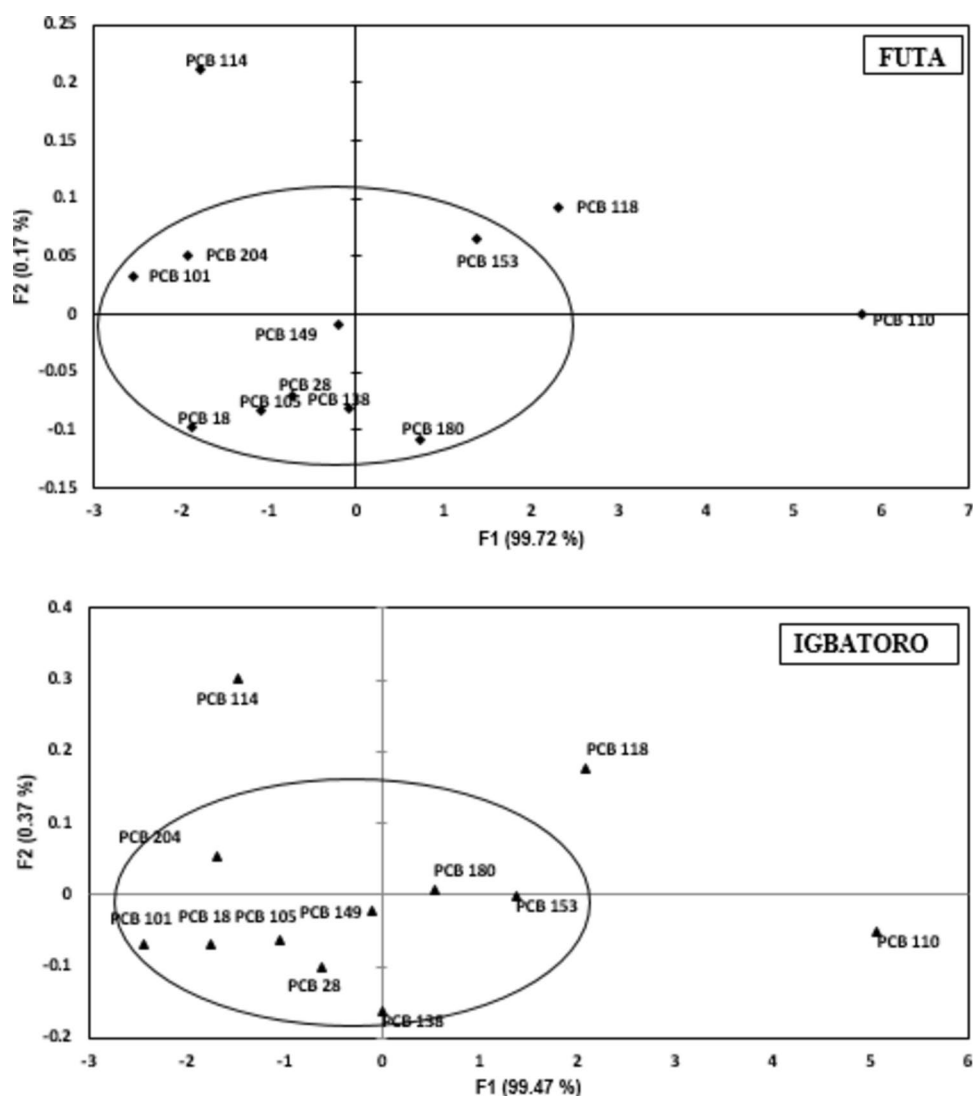 0.25
PCB 114
FUTA
0.2
0.15
0.1
PCB 118
0.05
PCB 204
PCB 153
PCB 101
F2 (0.17 %)
0
PCB 149
PCB 110
-0.05
PCB 28
PCB 105
PCB 138
-0.1
PCB 18
PCB 180
-0.15
-3 -2 -1 0 1 2 3 4 5 6 7
F1 (99.72 %)
0.4
IGBATORO
0.3
PCB 114
0.2
PCB 118
F2 (0.37 %)
0.1
PCB 204
PCB 180
0
PCB 153
PCB 101 PCB 18 PCB 105 PCB 149
PCB 110
-0.1
PCB 28
PCB 138
-0.2
-3 -2 -1 0 1 2 3 4 5 6
F1 (99.47 %)